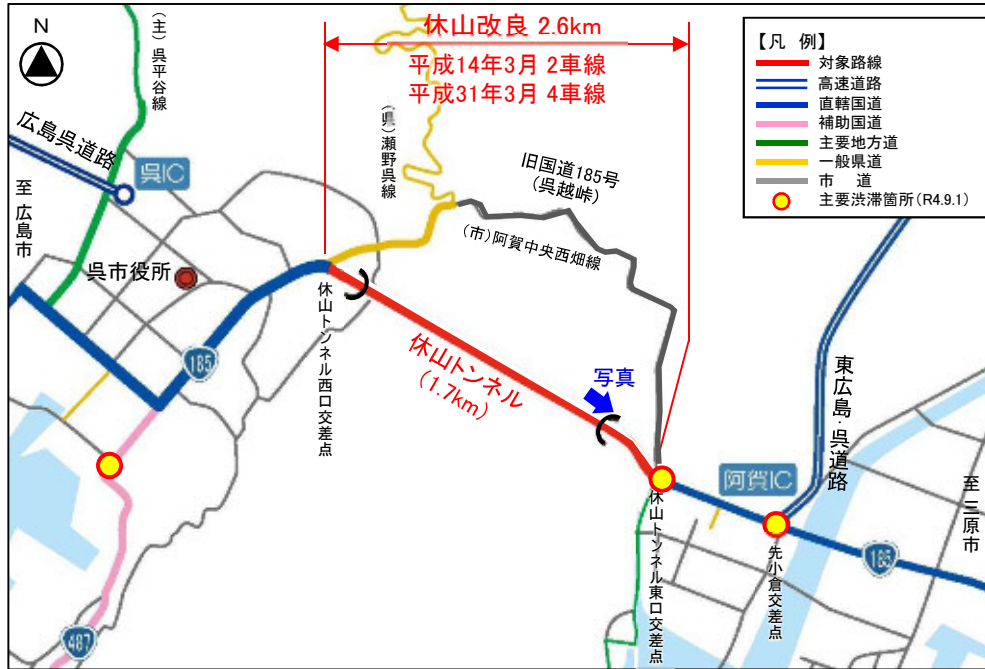 休山改良 2.6km
平成14年3月 2車線
平成31年3月 4車線
N
(主)呉平谷線
広島呉道路
呉IC
至 広島市
呉市役所
(県)瀬野呉線
旧国道185号
(呉越峠)
(市)阿賀中央西畑線
【凡 例】
対象路線
高速道路
直轄国道
補助国道
主要地方道
一般県道
市 道
主要渋滞箇所(R4.9.1)
休山トンネル西口交差点
185
休山トンネル
(1.7km)
写真
東広島・呉道路
阿賀IC
至 三原市
休山トンネル東口交差点
先小倉交差点
185
487